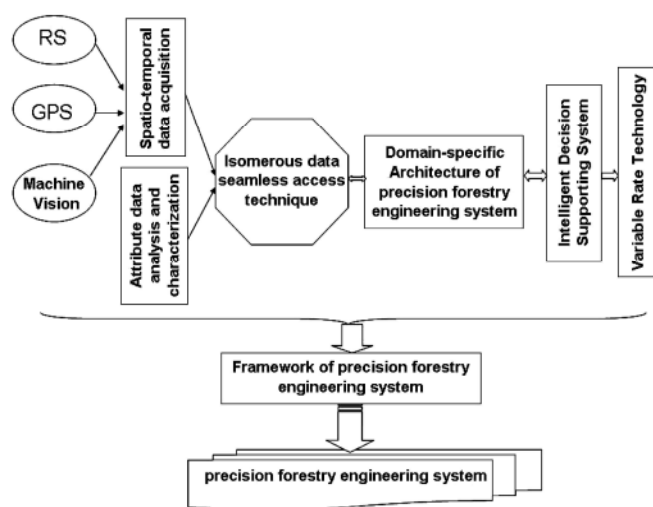 RS
GPS
Machine
Vision
Spatio-temporal
data acquisition
Attribute data
analysis and
characterization
Isomerous data
seamless access
technique
Domain-specific
Architecture of
precision forestry
engineering system
Intelligent Decision
Supporting System
Variable Rate Technology
Framework of precision forestry
engineering system
precision forestry engineering system